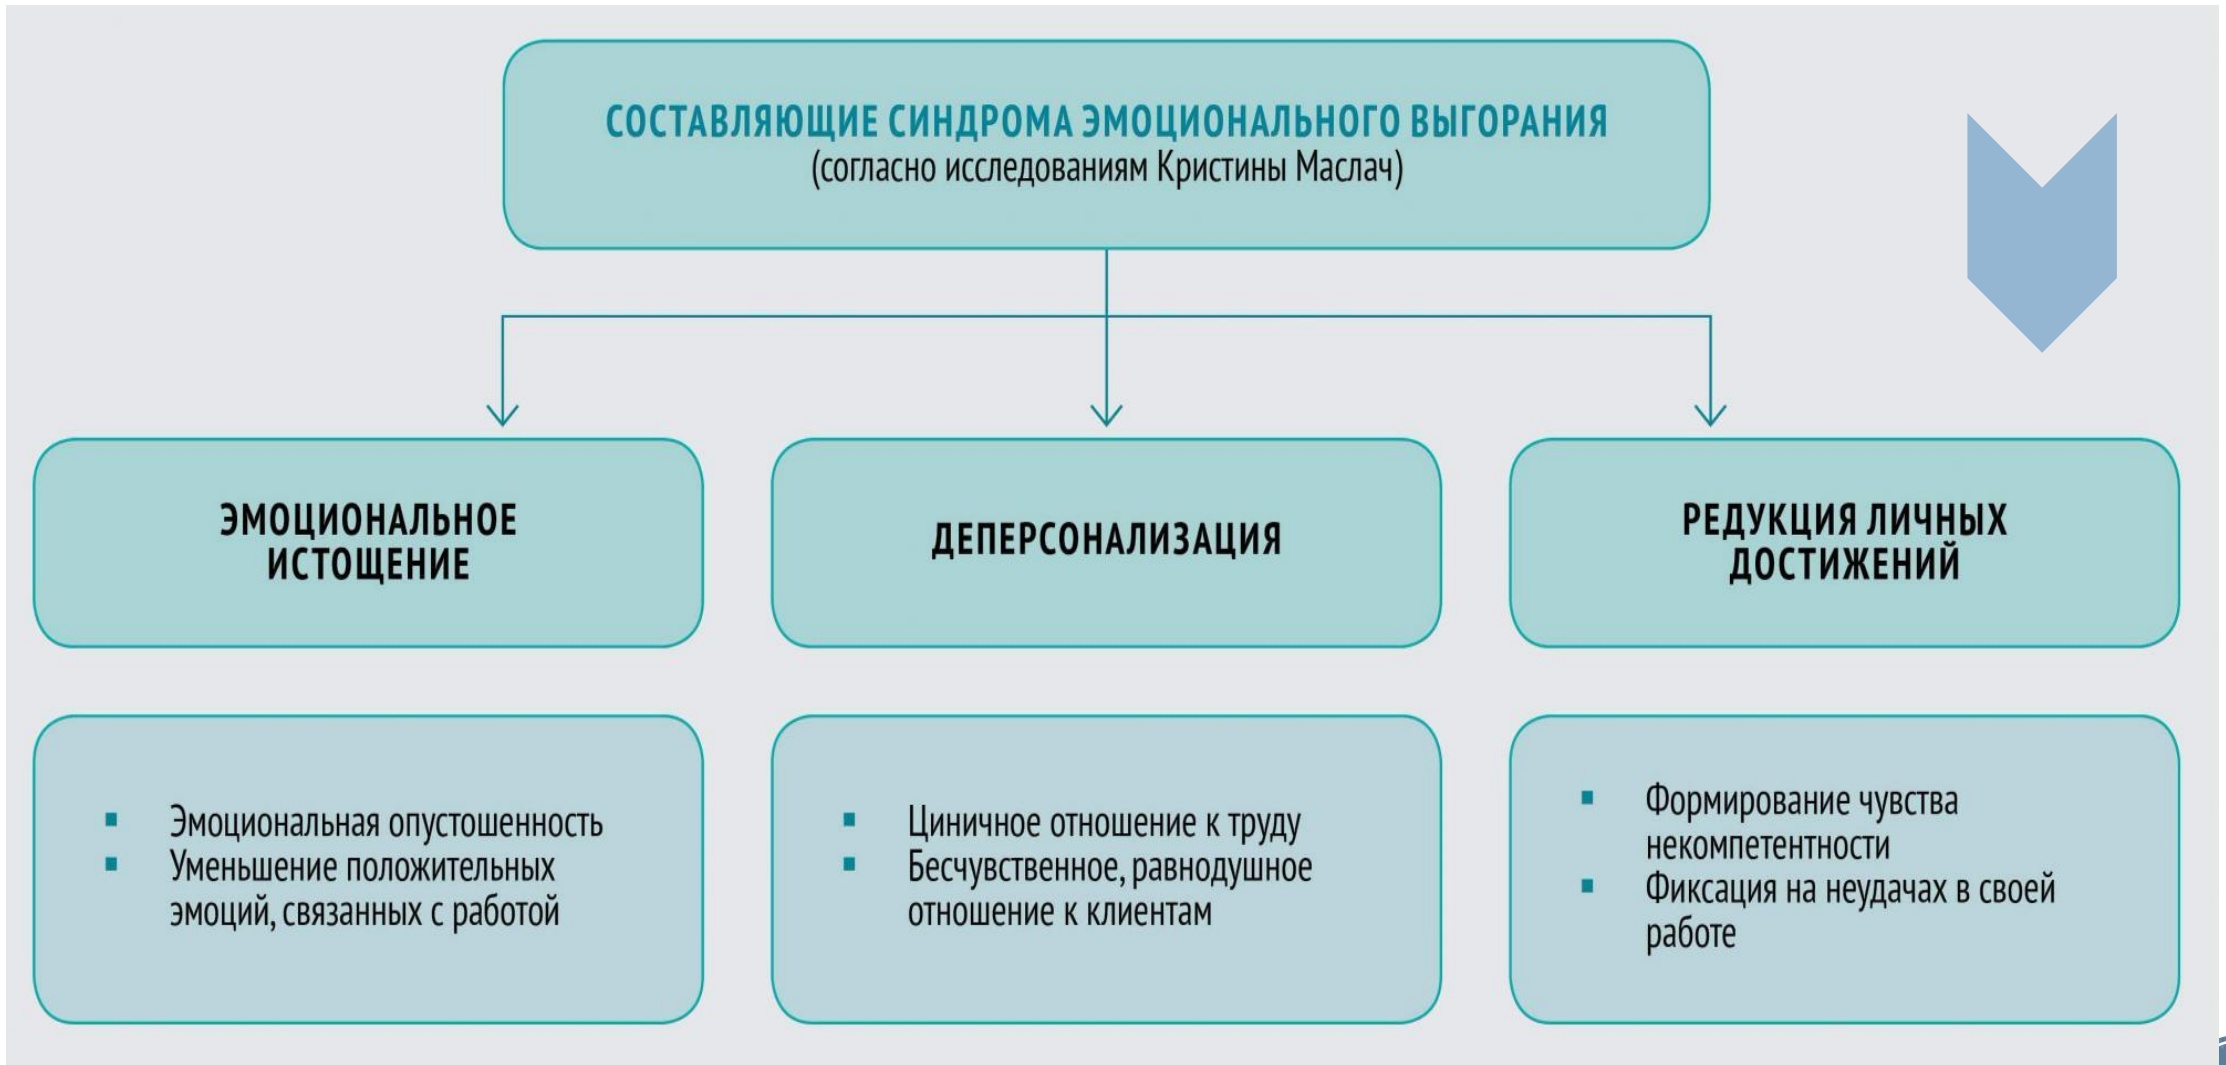 СОСТАВЛЯЮЩИЕ СИНДРОМА ЭМОЦИОНАЛЬНОГО ВЫГОРАНИЯ
(согласно исследованиям Кристины Маслач)
ЭМОЦИОНАЛЬНОЕ
ИСТОЩЕНИЕ
ДЕПЕРСОНАЛИЗАЦИЯ
РЕДУКЦИЯ ЛИЧНЫХ
ДОСТИЖЕНИЙ
Эмоциональная опустошенность
Уменьшение положительных
эмоций, связанных с работой
Циничное отношение к труду
Бесчувственное, равнодушное
отношение к клиентам
Формирование чувства
некомпетентности
Фиксация на неудачах в своей
работе